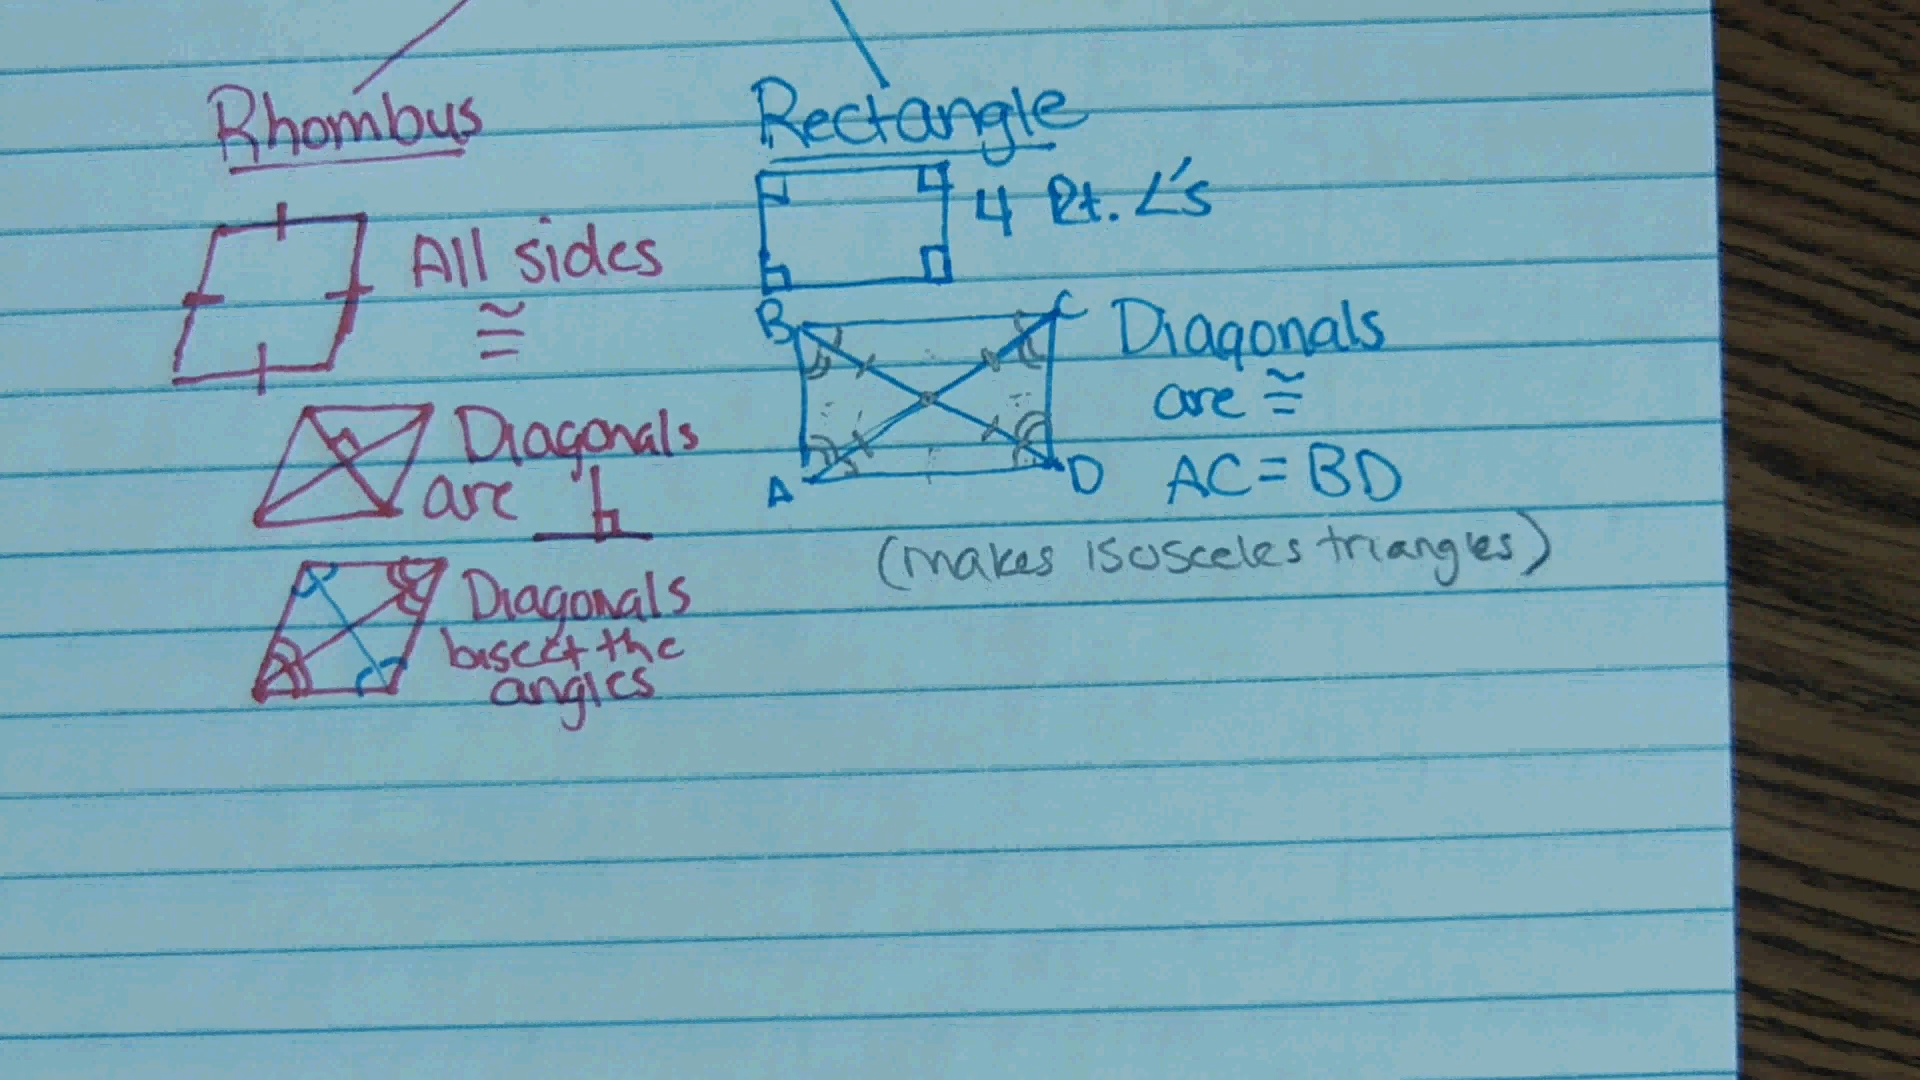 Rhombus
All sides
≅
Diagonals
are ⊥
Diagonals
bisect the
angles
Rectangle
4 Rt. ∠'s
B C
A D
Diagonals
are ≅
AC = BD
(makes isosceles triangles)